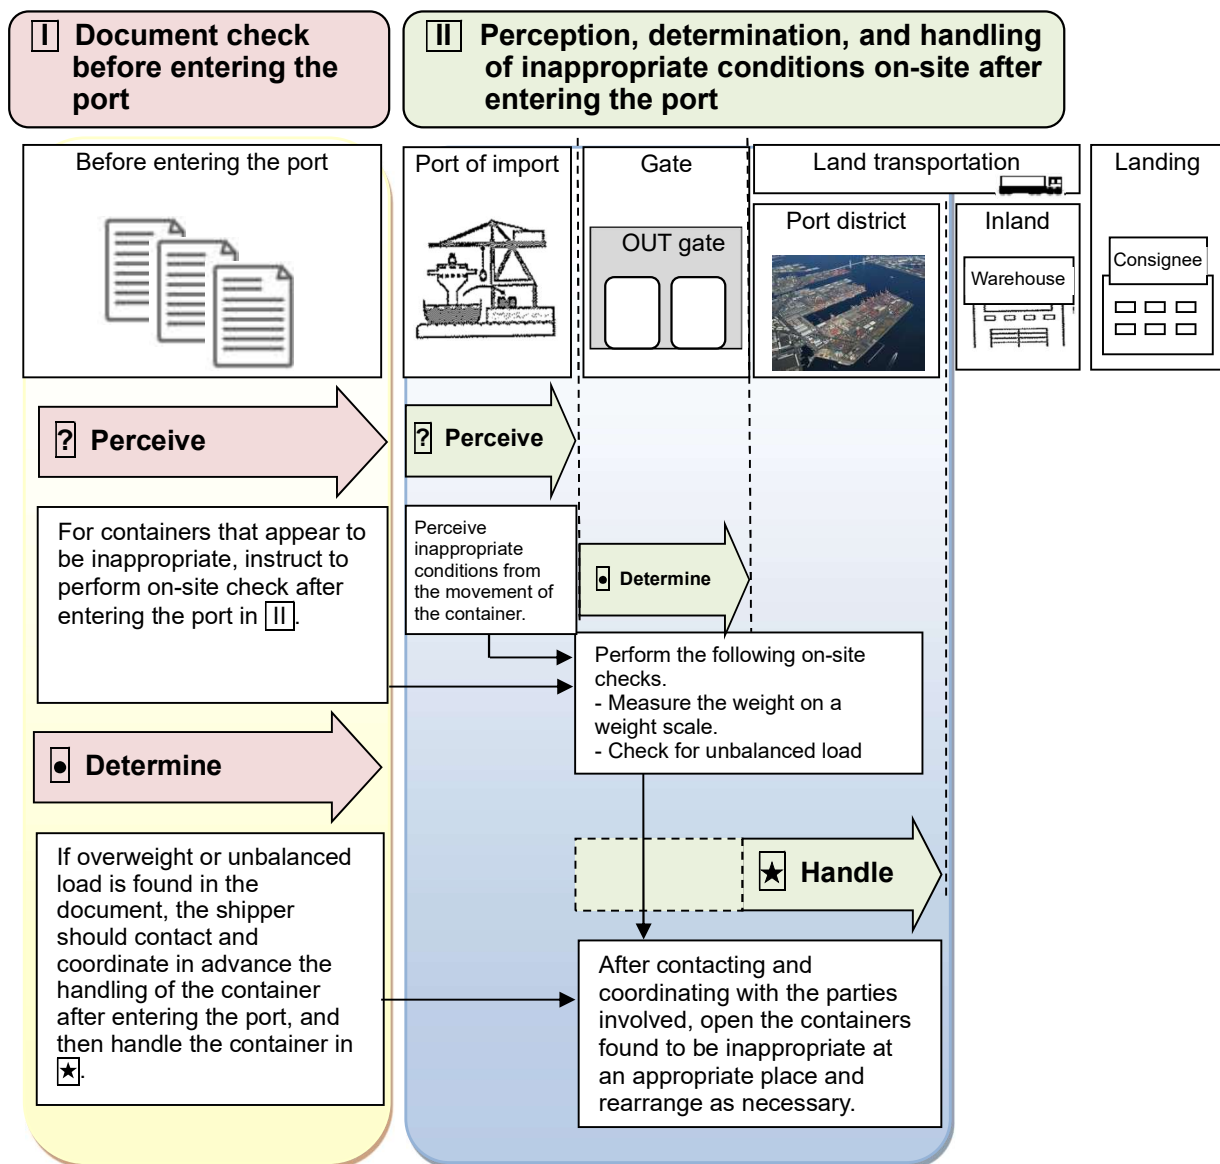 I Document check
before entering the
port
II Perception, determination, and handling
of inappropriate conditions on-site after
entering the port
Before entering the port
Port of import
Gate
OUT gate
Land transportation
Port district
Inland
Warehouse
Landing
Consignee
? Perceive
For containers that appear to
be inappropriate, instruct to
perform on-site check after
entering the port in II.
● Determine
If overweight or unbalanced
load is found in the
document, the shipper
should contact and
coordinate in advance the
handling of the container
after entering the port, and
then handle the container in
★.
? Perceive
Perceive
inappropriate
conditions from
the movement of
the container.
● Determine
Perform the following on-site
checks.
- Measure the weight on a
weight scale.
- Check for unbalanced load
★ Handle
After contacting and
coordinating with the parties
involved, open the containers
found to be inappropriate at
an appropriate place and
rearrange as necessary.